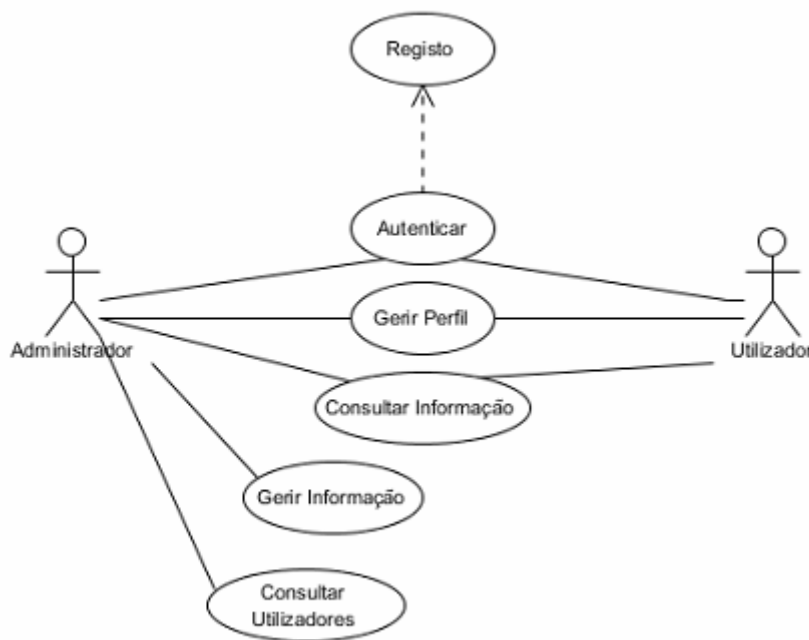 Registo
Autenticar
Gerir Perfil
Administrador
Utilizador
Consultar Informação
Gerir Informação
Consultar
Utilizadores